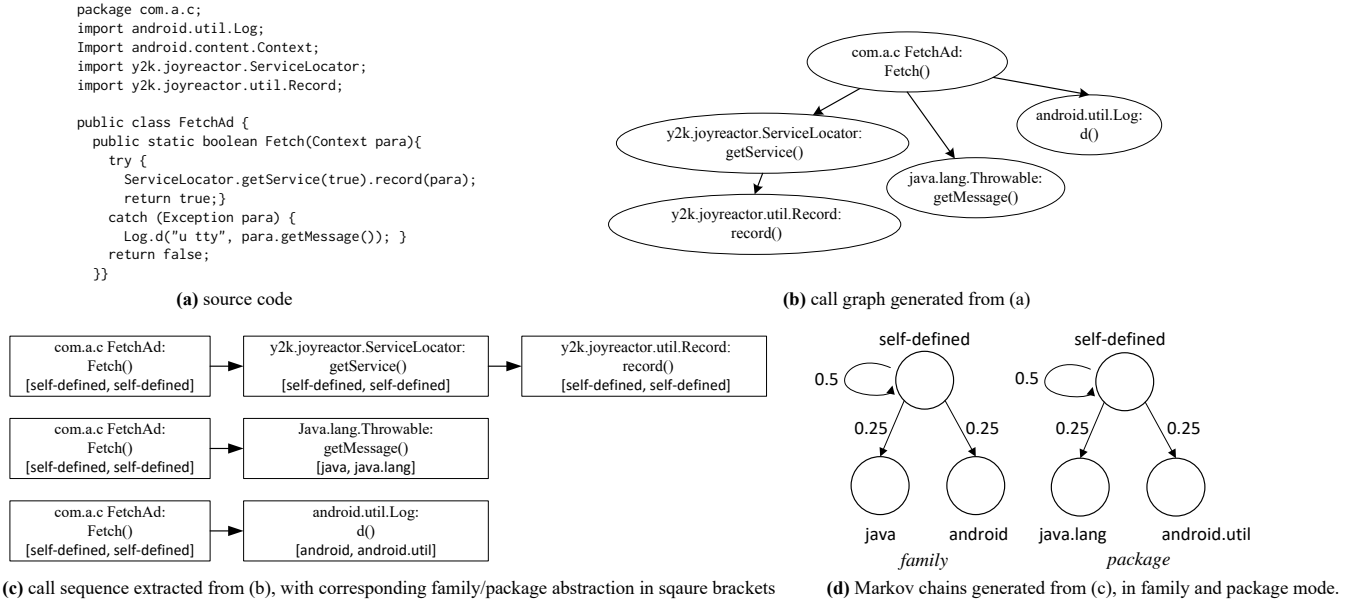 package com.a.c;
import android.util.Log;
Import android.content.Context;
import y2k.joyreactor.ServiceLocator;
import y2k.joyreactor.util.Record;
public class FetchAd {
public static boolean Fetch(Context para){
try {
ServiceLocator.getService(true).record(para);
return true;}
catch (Exception para) {
Log.d("u tty", para.getMessage()); }
return false;
}}
(a) source code
com.a.c FetchAd:
Fetch()
y2k.joyreactor.ServiceLocator:
getService()
android.util.Log:
d()
java.lang.Throwable:
getMessage()
y2k.joyreactor.util.Record:
record()
(b) call graph generated from (a)
com.a.c FetchAd:
Fetch()
[self-defined, self-defined]
y2k.joyreactor.ServiceLocator:
getService()
[self-defined, self-defined]
y2k.joyreactor.util.Record:
record()
[self-defined, self-defined]
com.a.c FetchAd:
Fetch()
[self-defined, self-defined]
Java.lang.Throwable:
getMessage()
[java, java.lang]
com.a.c FetchAd:
Fetch()
[self-defined, self-defined]
android.util.Log:
d()
[android, android.util]
(c) call sequence extracted from (b), with corresponding family/package abstraction in sqaure brackets
self-defined
0.5
0.25
0.25
java
android
family
self-defined
0.5
0.25
0.25
java.lang
android.util
package
(d) Markov chains generated from (c), in family and package mode.